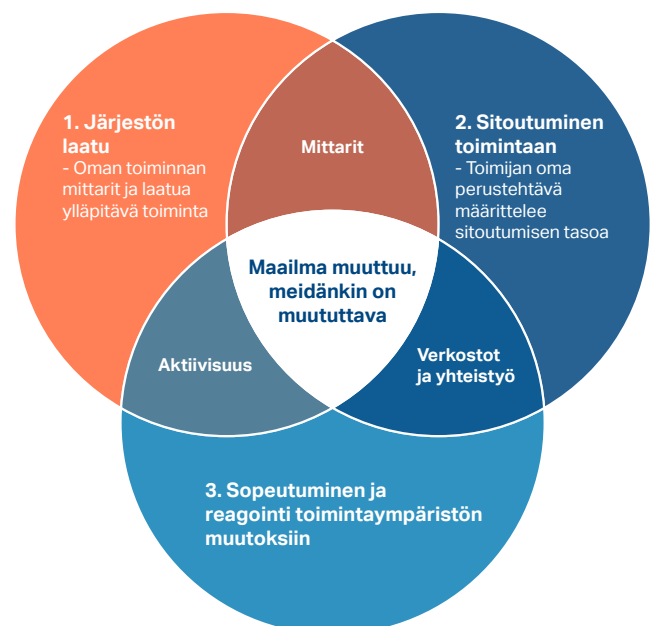 1. Järjestön
laatu
- Oman toiminnan
mittarit ja laatua
ylläpitävä toiminta
Mittarit
2. Sitoutuminen
toimintaan
- Toimijan oma
perustehtävä
määrittelee
sitoutumisen tasoa
Maailma muuttuu,
meidänkin on
muututtava
Aktiivisuus
Verkostot
ja yhteistyö
3. Sopeutuminen ja
reagointi toimintaympäristön
muutoksiin